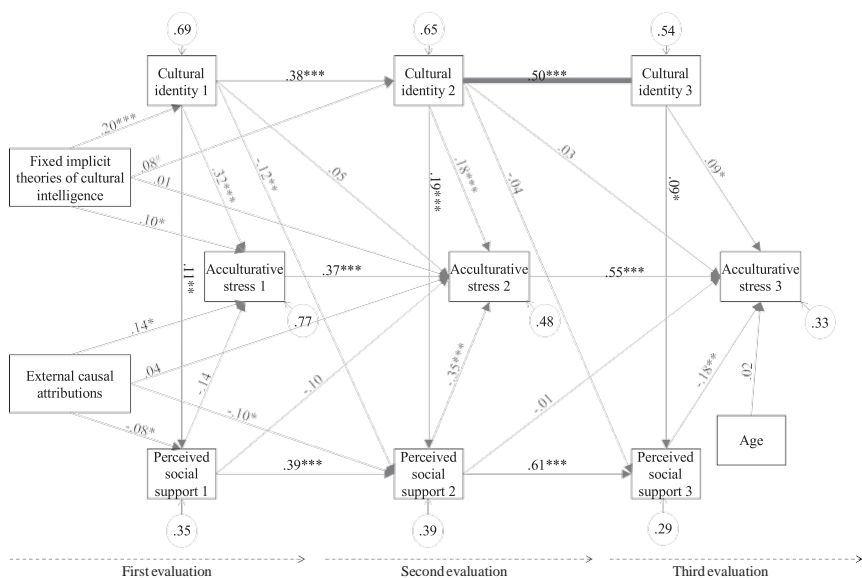 .69
.65
.54
Cultural
identity 1
.38***
Cultural
identity 2
.50***
Cultural
identity 3
.20***
Fixed implicit
theories of cultural
intelligence
.08#
.01
.10*
.32***
-.12**
.05
.18***
.19***
-.04
.03
.09*
.09*
.11**
Acculturative
stress 1
.37***
Acculturative
stress 2
.55***
Acculturative
stress 3
.77
.48
.33
.14*
External causal
attributions
.04
-.10*
-.08*
-.14
-.10
-.35***
-.01
-.18**
.02
Age
Perceived
social
support 1
.39***
Perceived
social
support 2
.61***
Perceived
social
support 3
.35
.39
.29
First evaluation
Second evaluation
Third evaluation